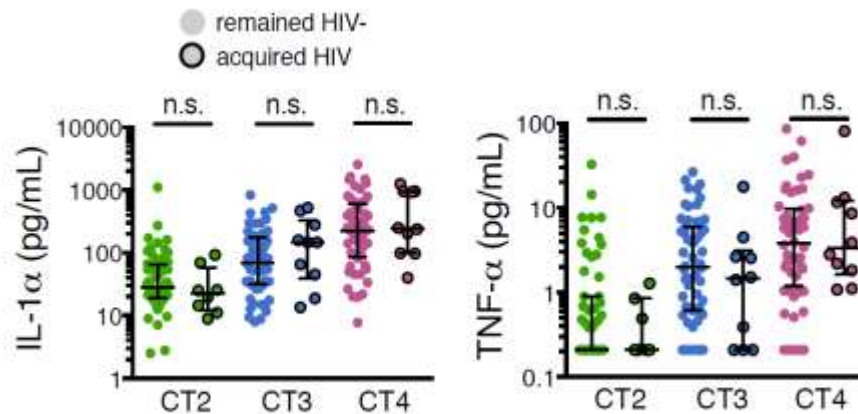 remained HIV-
acquired HIV
n.s. n.s. n.s.
10000
1000
100
10
1
IL-1α (pg/mL)
CT2 CT3 CT4
n.s. n.s. n.s.
100
10
1
0.1
TNF-α (pg/mL)
CT2 CT3 CT4